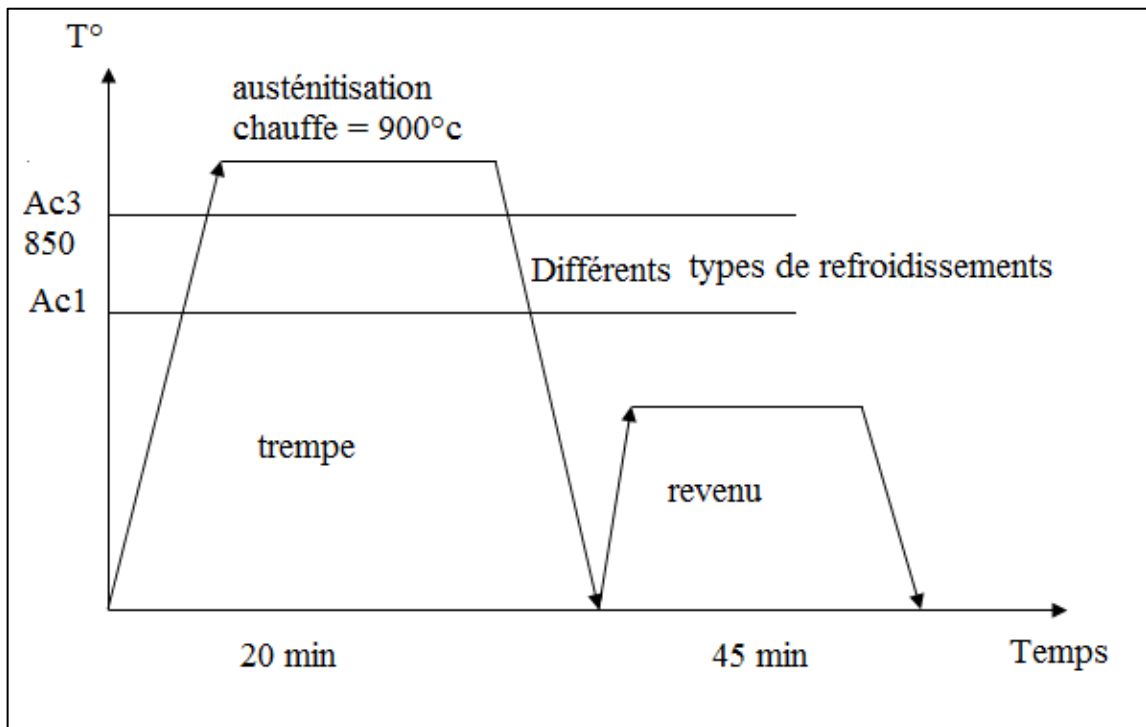 T°
austénitisation
chauffe = 900°c
Ac3
850
Différents types de refroidissements
Ac1
trempe
revenu
20 min
45 min
Temps